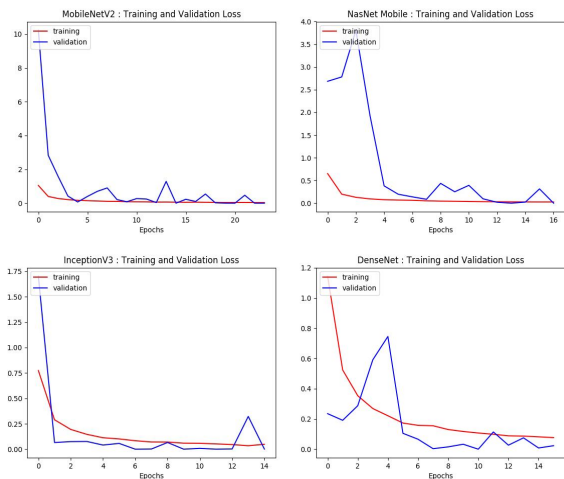 MobileNetV2 : Training and Validation Loss
training
validation
10
8
6
4
2
0
0 5 10 15 20
Epochs
NasNet Mobile : Training and Validation Loss
training
validation
4.0
3.5
3.0
2.5
2.0
1.5
1.0
0.5
0.0
0 2 4 6 8 10 12 14 16
Epochs
InceptionV3 : Training and Validation Loss
training
validation
1.75
1.50
1.25
1.00
0.75
0.50
0.25
0.00
0 2 4 6 8 10 12 14
Epochs
DenseNet : Training and Validation Loss
training
validation
1.2
1.0
0.8
0.6
0.4
0.2
0.0
0 2 4 6 8 10 12 14
Epochs